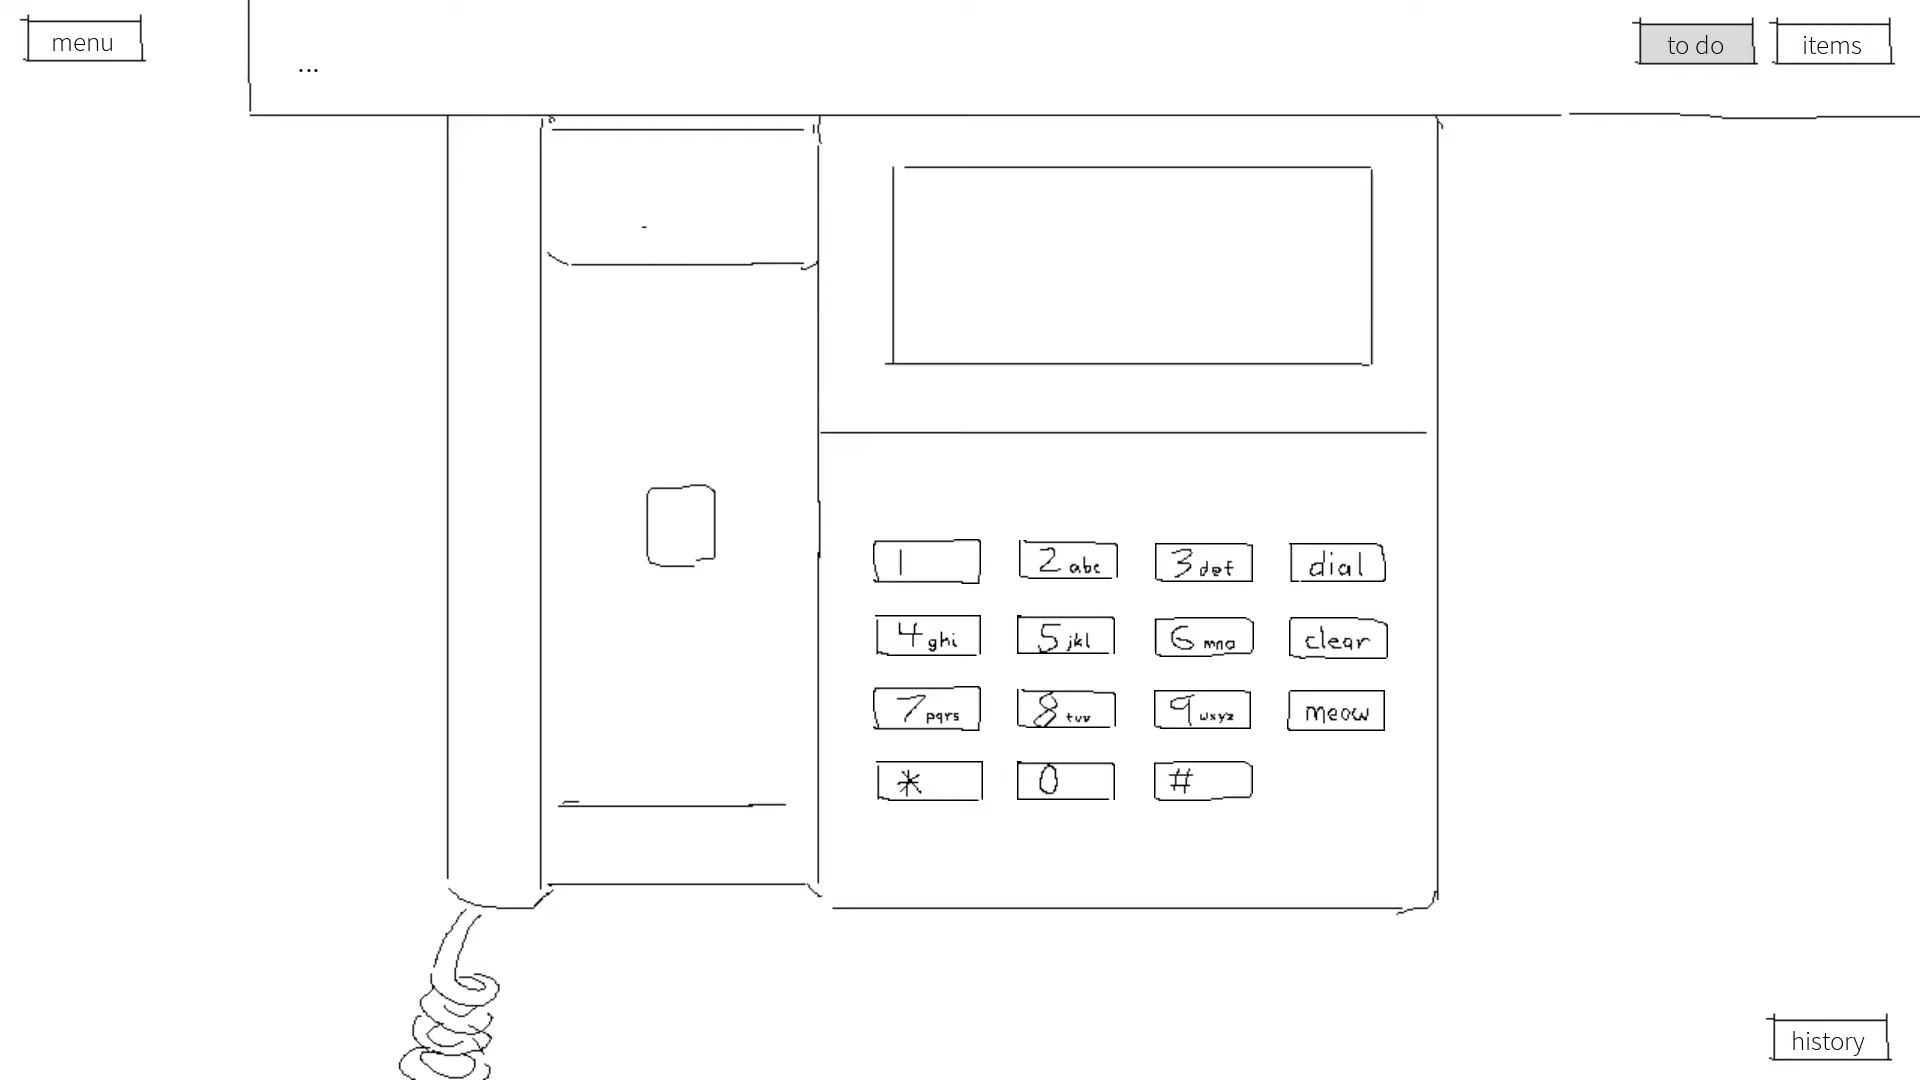 menu
...
to do
items
1
2 abc
3 def
dial
4 ghi
5 jkl
6 mno
clear
7 pqrs
8 tuv
9 wxyz
meow
*
0
#
history